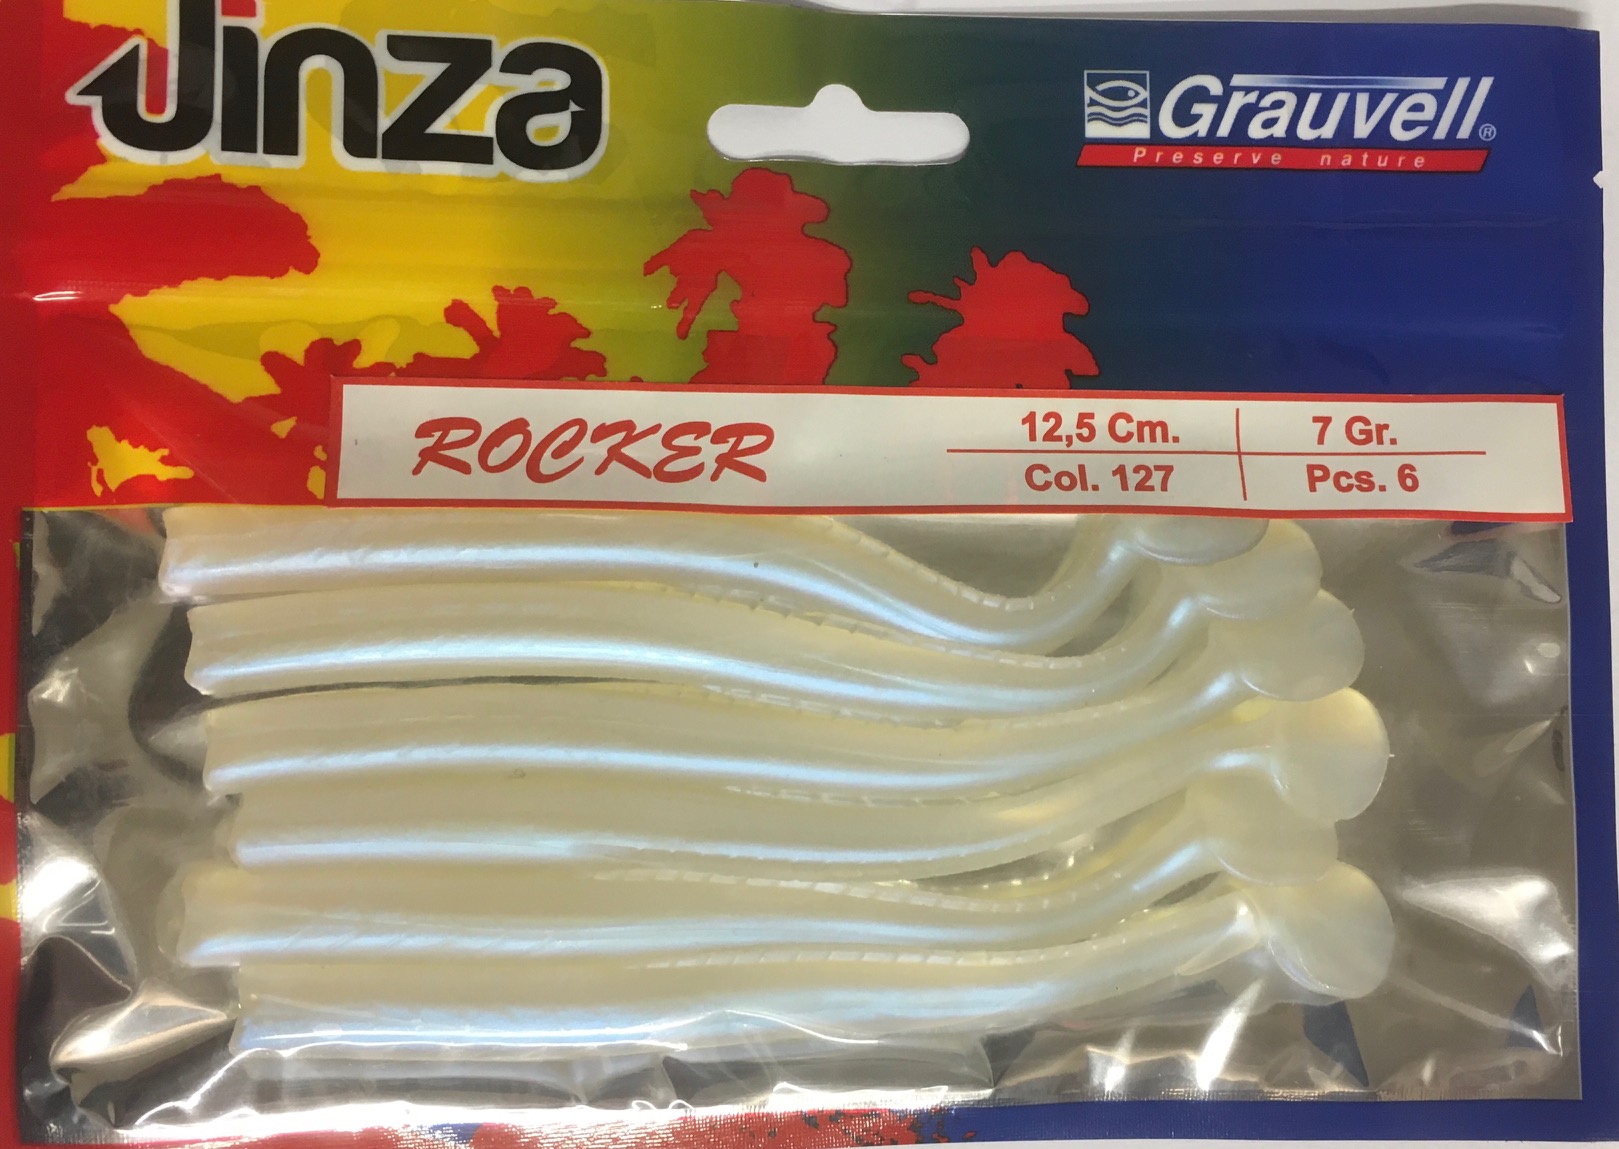 Jinza
Grauvell®
Preserve nature
ROCKER
12,5 Cm.
7 Gr.
Col. 127
Pcs. 6